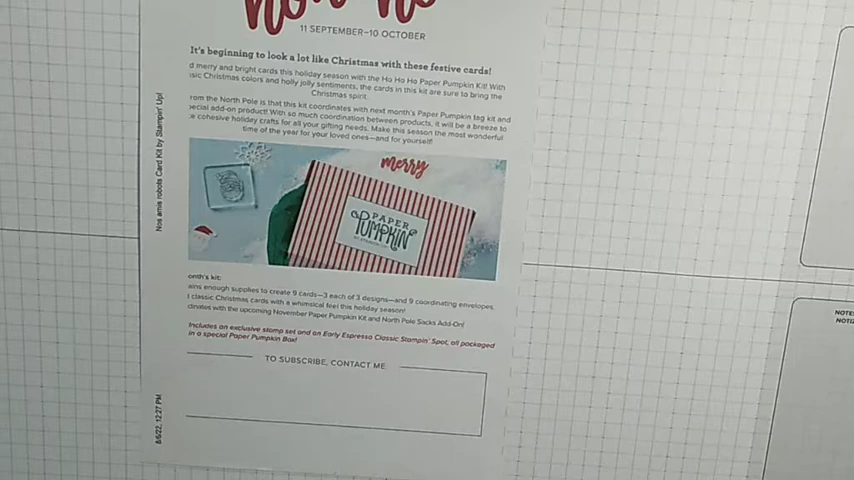 11 SEPTEMBER–10 OCTOBER
It's beginning to look a lot like Christmas with these festive cards!
d merry and bright cards this holiday season with the Ho Ho Ho Paper Pumpkin Kit! With
sic Christmas colors and holly jolly sentiments, the cards in this kit are sure to bring the
Christmas spirit.
rom the North Pole is that this kit coordinates with next month's Paper Pumpkin tag kit and
pecial add-on product! With so much coordination between products, it will be a breeze to
e cohesive holiday crafts for all your gifting needs. Make this season the most wonderful
time of the year for your loved ones—and for yourself!
merry
PAPER
PUMPKIN
onth's kit:
ains enough supplies to create 9 cards—3 each of 3 designs—and 9 coordinating envelopes.
l classic Christmas cards with a whimsical feel this holiday season!
dinates with the upcoming November Paper Pumpkin Kit and North Pole Sacks Add-On!
Includes an exclusive stamp set and an Early Espresso Classic Stampin' Spot, all packaged
in a special Paper Pumpkin Box!
TO SUBSCRIBE, CONTACT ME:
Nos amis robots Card Kit by Stampin' Up!
8/6/22, 12:27 PM
NOTE
NOTIZ